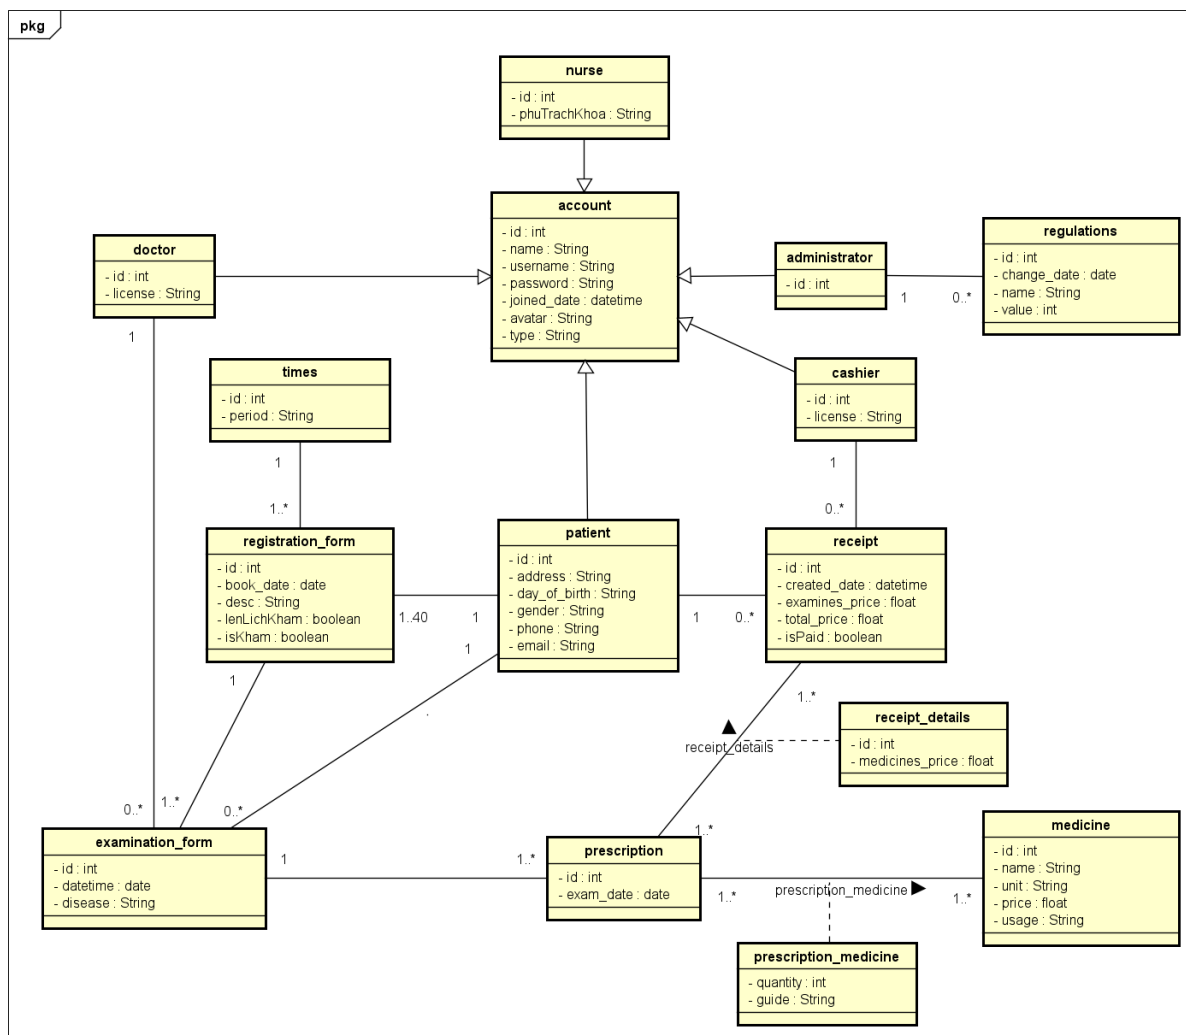 pkg
nurse
- id : int
- phuTrachKhoa : String
account
- id : int
- name : String
- username : String
- password : String
- joined_date : datetime
- avatar : String
- type : String
doctor
- id : int
- license : String
administrator
- id : int
regulations
- id : int
- change_date : date
- name : String
- value : int
1
0..*
1
times
- id : int
- period : String
cashier
- id : int
- license : String
1
1..*
1
0..*
registration_form
- id : int
- book_date : date
- desc : String
- lenLichKham : boolean
- isKham : boolean
patient
- id : int
- address : String
- day_of_birth : String
- gender : String
- phone : String
- email : String
receipt
- id : int
- created_date : datetime
- examines_price : float
- total_price : float
- isPaid : boolean
1..40
1
1
0..*
1
1
1..*
receipt_details
receipt_details
- id : int
- medicines_price : float
0..*
1..*
0..*
1..*
examination_form
- id : int
- datetime : date
- disease : String
1
1..*
prescription
- id : int
- exam_date : date
1..*
prescription_medicine
1..*
medicine
- id : int
- name : String
- unit : String
- price : float
- usage : String
prescription_medicine
- quantity : int
- guide : String